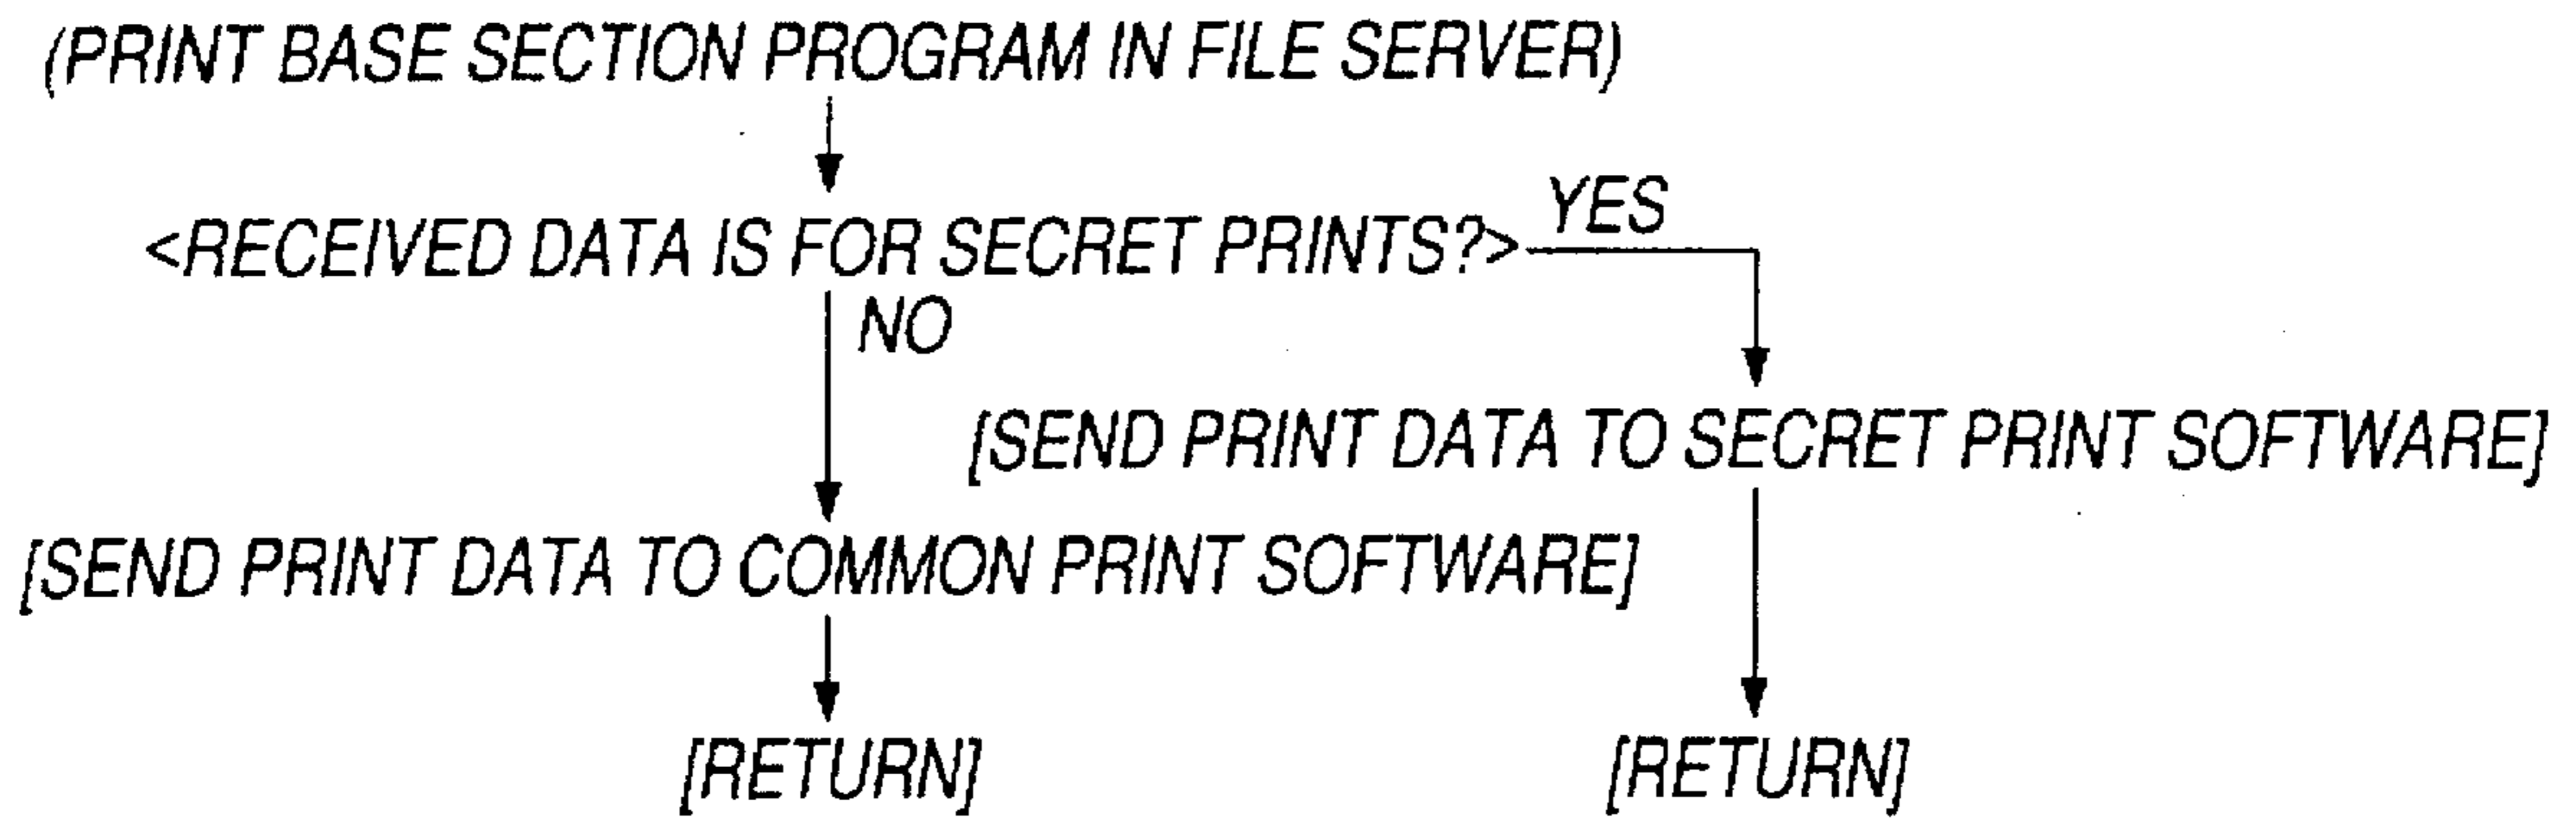 (PRINT BASE SECTION PROGRAM IN FILE SERVER)
<RECEIVED DATA IS FOR SECRET PRINTS?>
YES
NO
[SEND PRINT DATA TO SECRET PRINT SOFTWARE]
[SEND PRINT DATA TO COMMON PRINT SOFTWARE]
[RETURN]
[RETURN]